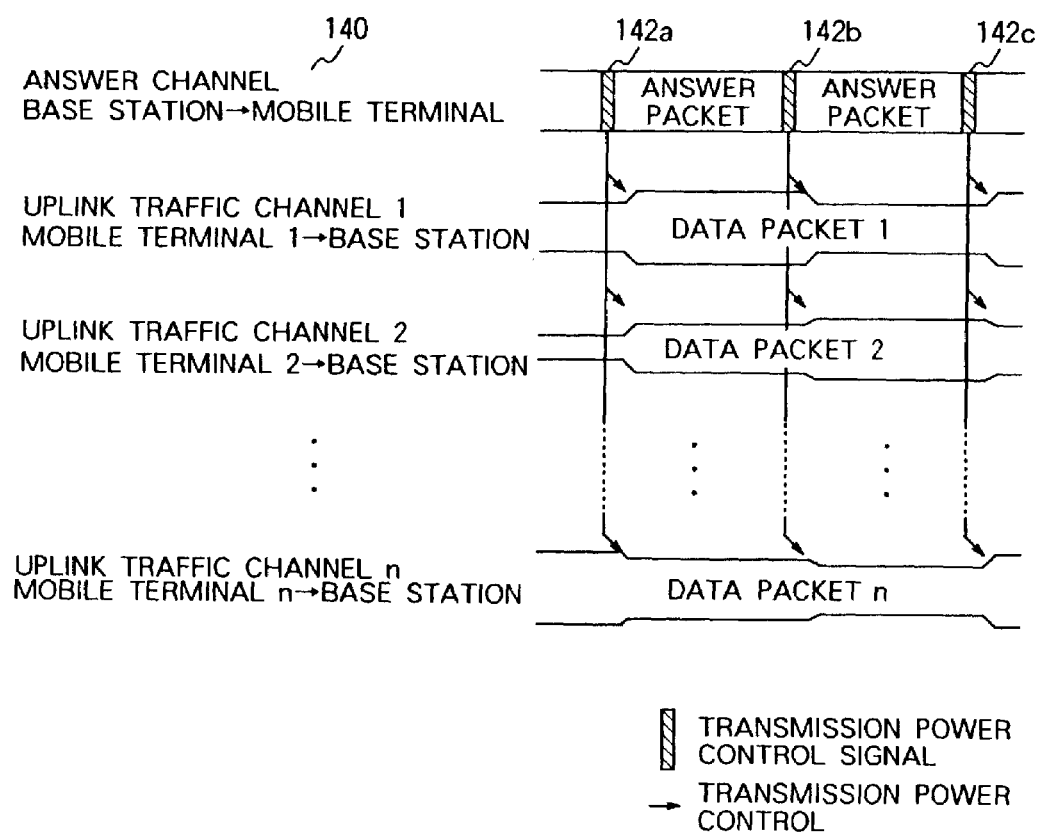 140
142a
142b
142c
ANSWER CHANNEL
BASE STATION→MOBILE TERMINAL
ANSWER
PACKET
ANSWER
PACKET
UPLINK TRAFFIC CHANNEL 1
MOBILE TERMINAL 1→BASE STATION
DATA PACKET 1
UPLINK TRAFFIC CHANNEL 2
MOBILE TERMINAL 2→BASE STATION
DATA PACKET 2
UPLINK TRAFFIC CHANNEL n
MOBILE TERMINAL n→BASE STATION
DATA PACKET n
TRANSMISSION POWER
CONTROL SIGNAL
TRANSMISSION POWER
CONTROL